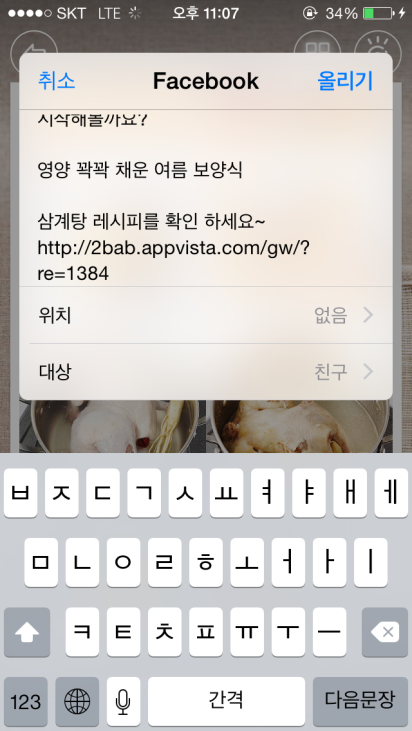 SKT LTE 오후 11:07 34%
취소 Facebook 올리기
시작해볼까요?
영양 꽉꽉 채운 여름 보양식
삼계탕 레시피를 확인 하세요~
http://2bab.appvista.com/gw/?
re=1384
위치 없음
대상 친구
ㅂ ㅈ ㄷ ㄱ ㅅ ㅛ ㅕ ㅑ ㅐ ㅔ
ㅁ ㄴ ㅇ ㄹ ㅎ ㅗ ㅓ ㅏ ㅣ
ㅋ ㅌ ㅊ ㅍ ㅠ ㅜ ㅡ
123 간격 다음문장